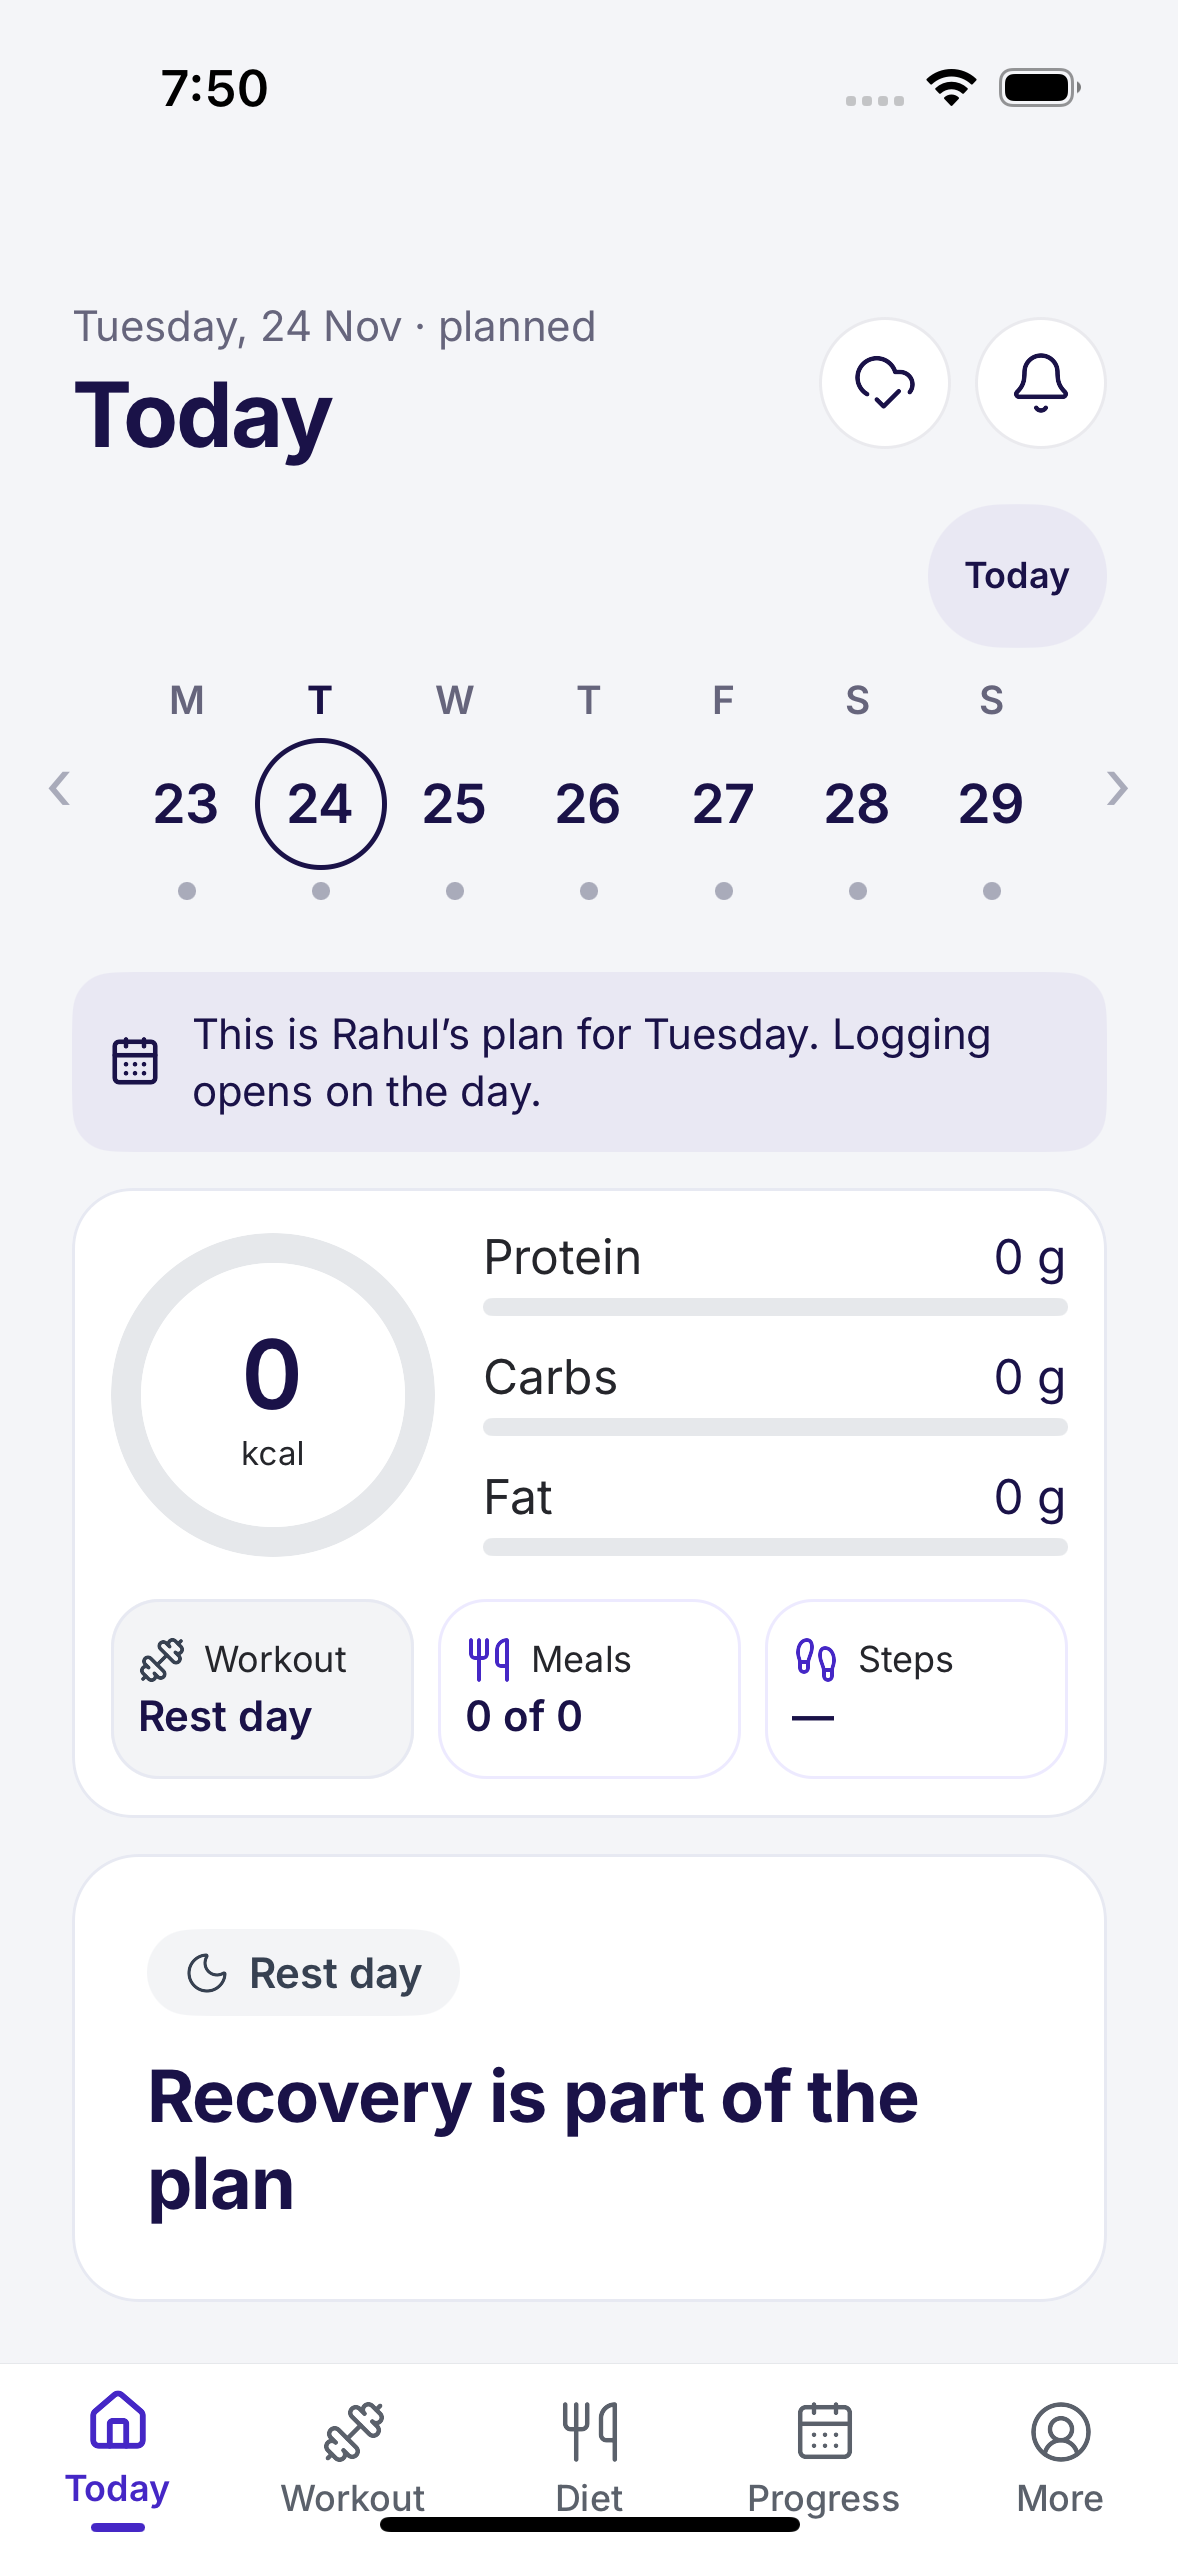 7:50
Tuesday, 24 Nov · planned
Today
Today
M T W T F S S
‹ 23 24 25 26 27 28 29 ›
This is Rahul’s plan for Tuesday. Logging
opens on the day.
0
kcal
Protein 0 g
Carbs 0 g
Fat 0 g
Workout
Rest day
Meals
0 of 0
Steps
—
Rest day
Recovery is part of the
plan
Today Workout Diet Progress More